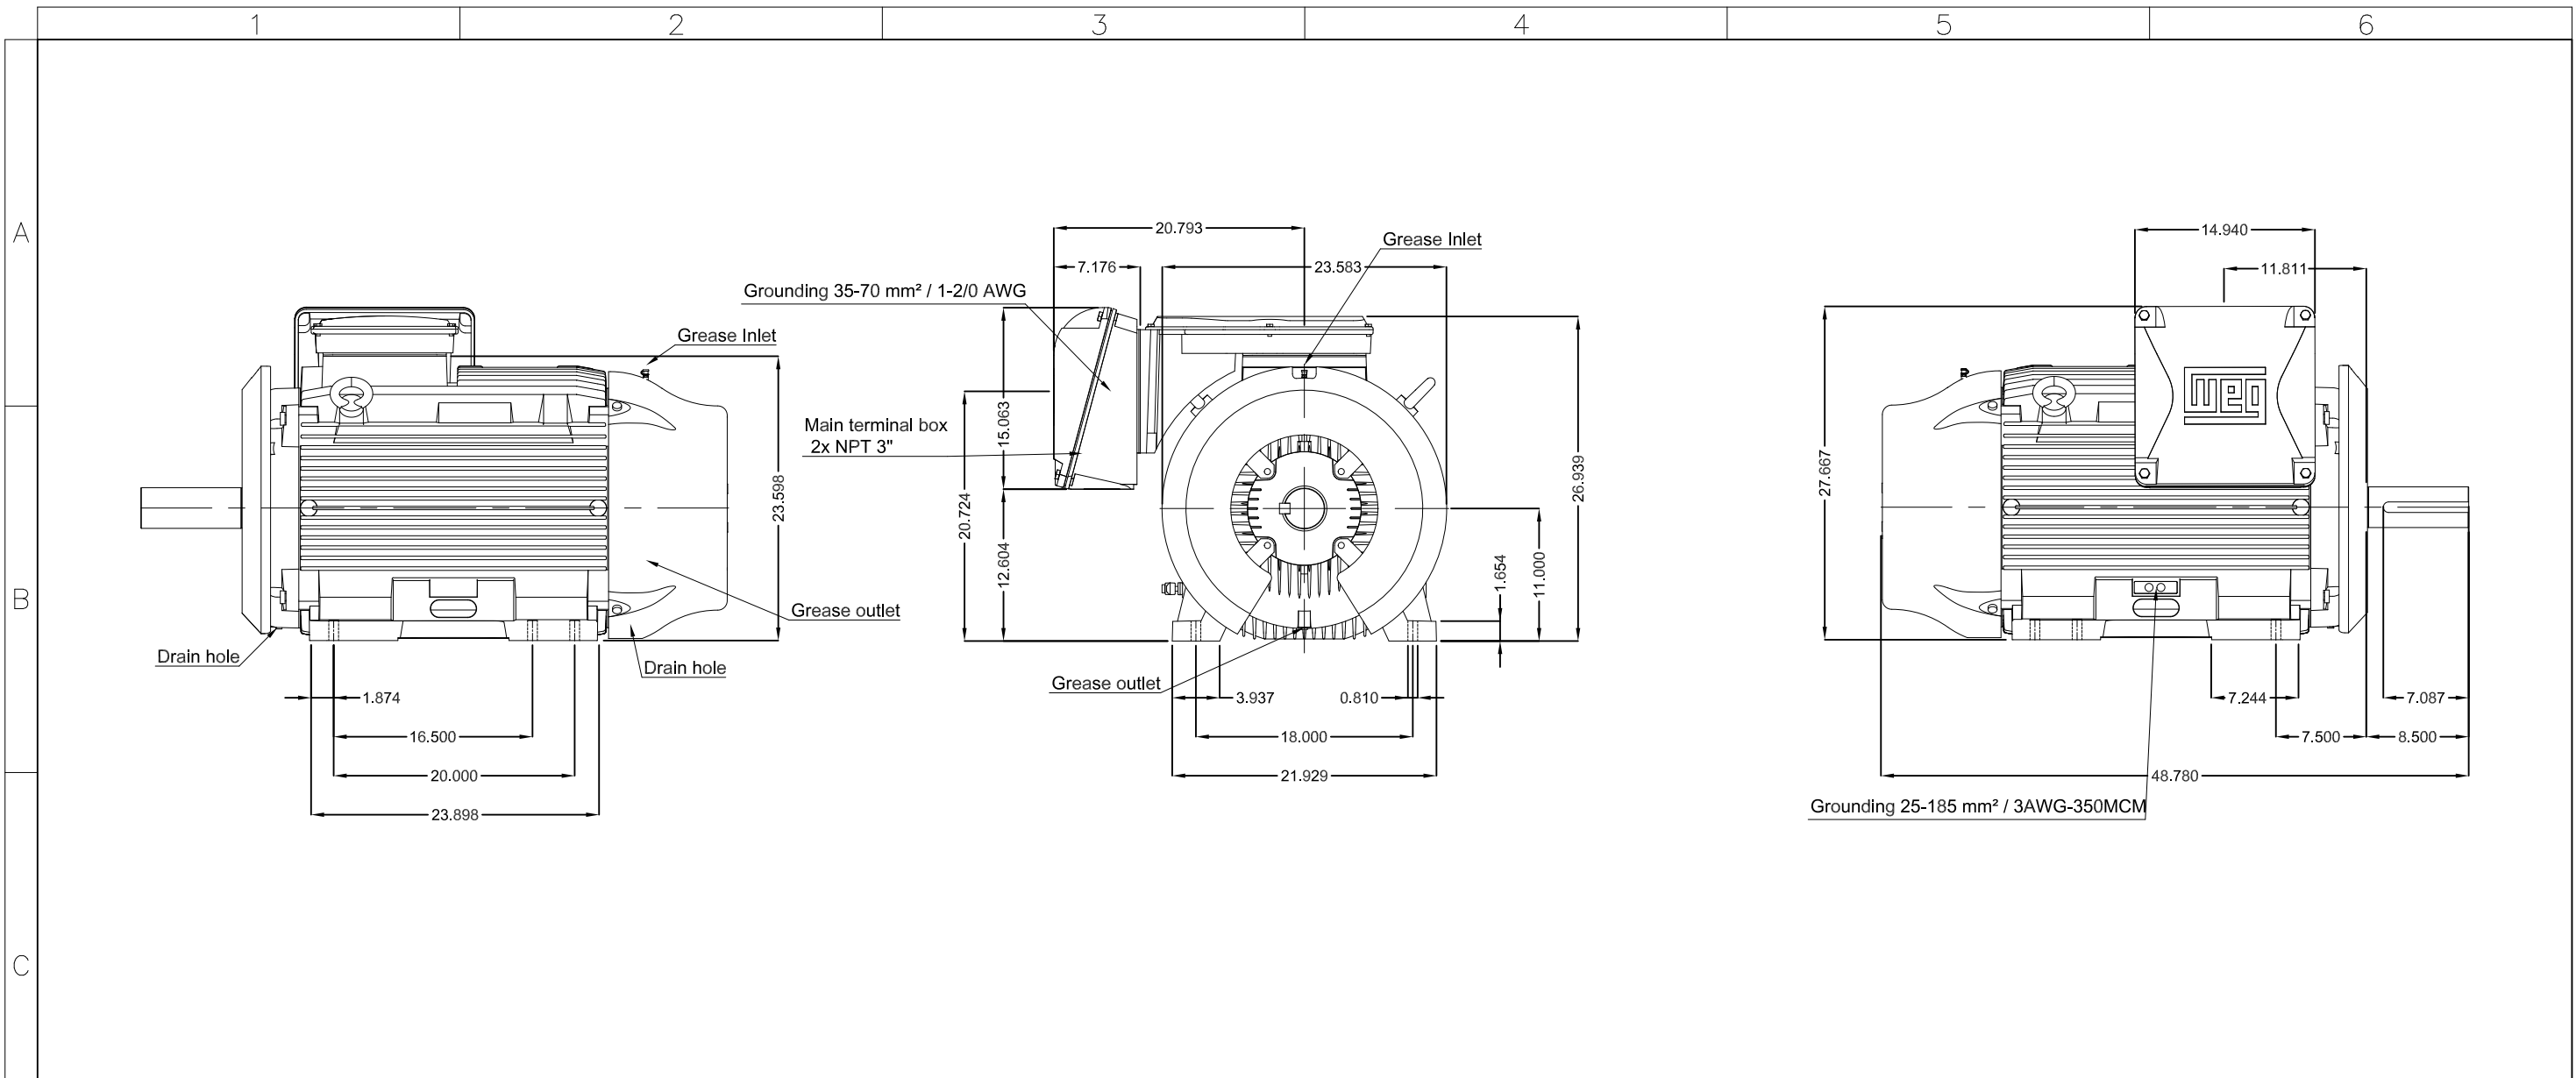 1 2 3 4 5 6
A
B
C
Grease Inlet
23.598
Grease outlet
Drain hole
Drain hole
1.874
16.500
20.000
23.898
20.793
7.176
23.583
Grease Inlet
Grounding 35-70 mm² / 1-2/0 AWG
Main terminal box
2x NPT 3"
15.063
20.724
12.604
26.939
1.654
11.000
Grease outlet
3.937
0.810
18.000
21.929
14.940
11.811
27.667
weg
7.244
7.087
7.500
8.500
48.780
Grounding 25-185 mm² / 3AWG-350MCM